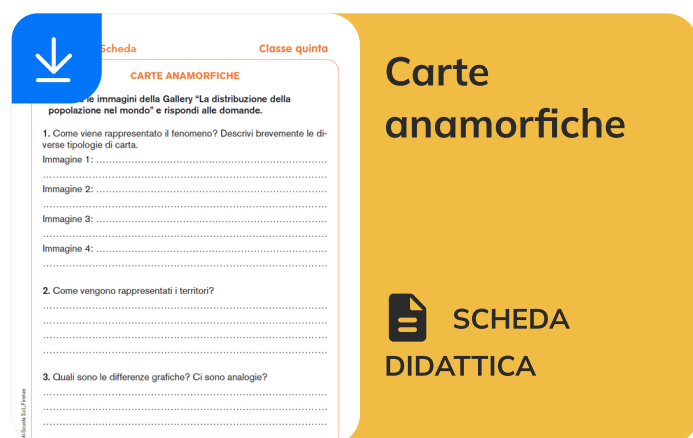 Scheda
Classe quinta
CARTE ANAMORFICHE
le immagini della Gallery “La distribuzione della
popolazione nel mondo” e rispondi alle domande.
1. Come viene rappresentato il fenomeno? Descrivi brevemente le di-
verse tipologie di carta.
Immagine 1: ........................................................................
........................................................................
Immagine 2: ........................................................................
........................................................................
Immagine 3: ........................................................................
........................................................................
Immagine 4: ........................................................................
........................................................................
2. Come vengono rappresentati i territori?
........................................................................
........................................................................
........................................................................
........................................................................
3. Quali sono le differenze grafiche? Ci sono analogie?
........................................................................
........................................................................
........................................................................
Scuola S.r.l., Firenze
Carte
anamorfiche
SCHEDA
DIDATTICA